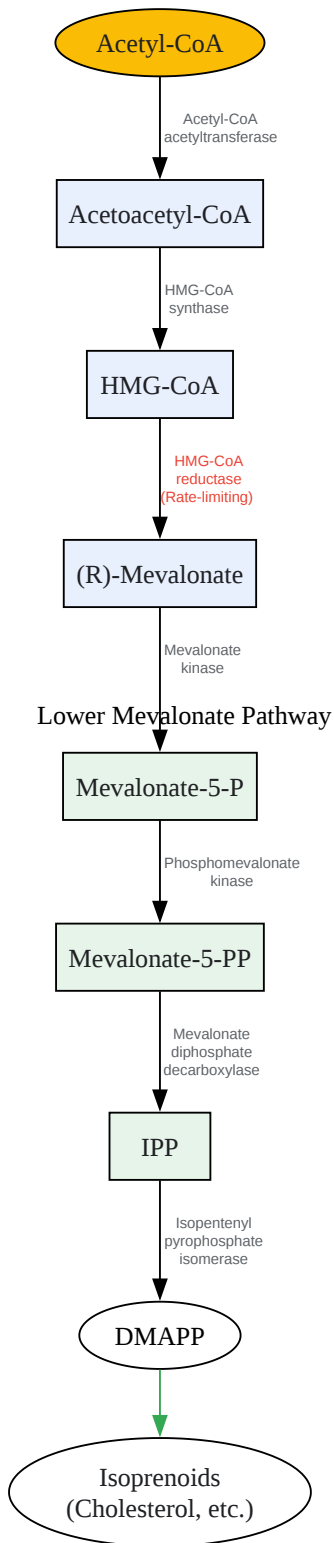 Acetyl-CoA
Acetyl-CoA
acetyltransferase
Acetoacetyl-CoA
HMG-CoA
synthase
HMG-CoA
HMG-CoA
reductase
(Rate-limiting)
(R)-Mevalonate
Mevalonate
kinase
Lower Mevalonate Pathway
Mevalonate-5-P
Phosphomevalonate
kinase
Mevalonate-5-PP
Mevalonate
diphosphate
decarboxylase
IPP
Isopentenyl
pyrophosphate
isomerase
DMAPP
Isoprenoids
(Cholesterol, etc.)